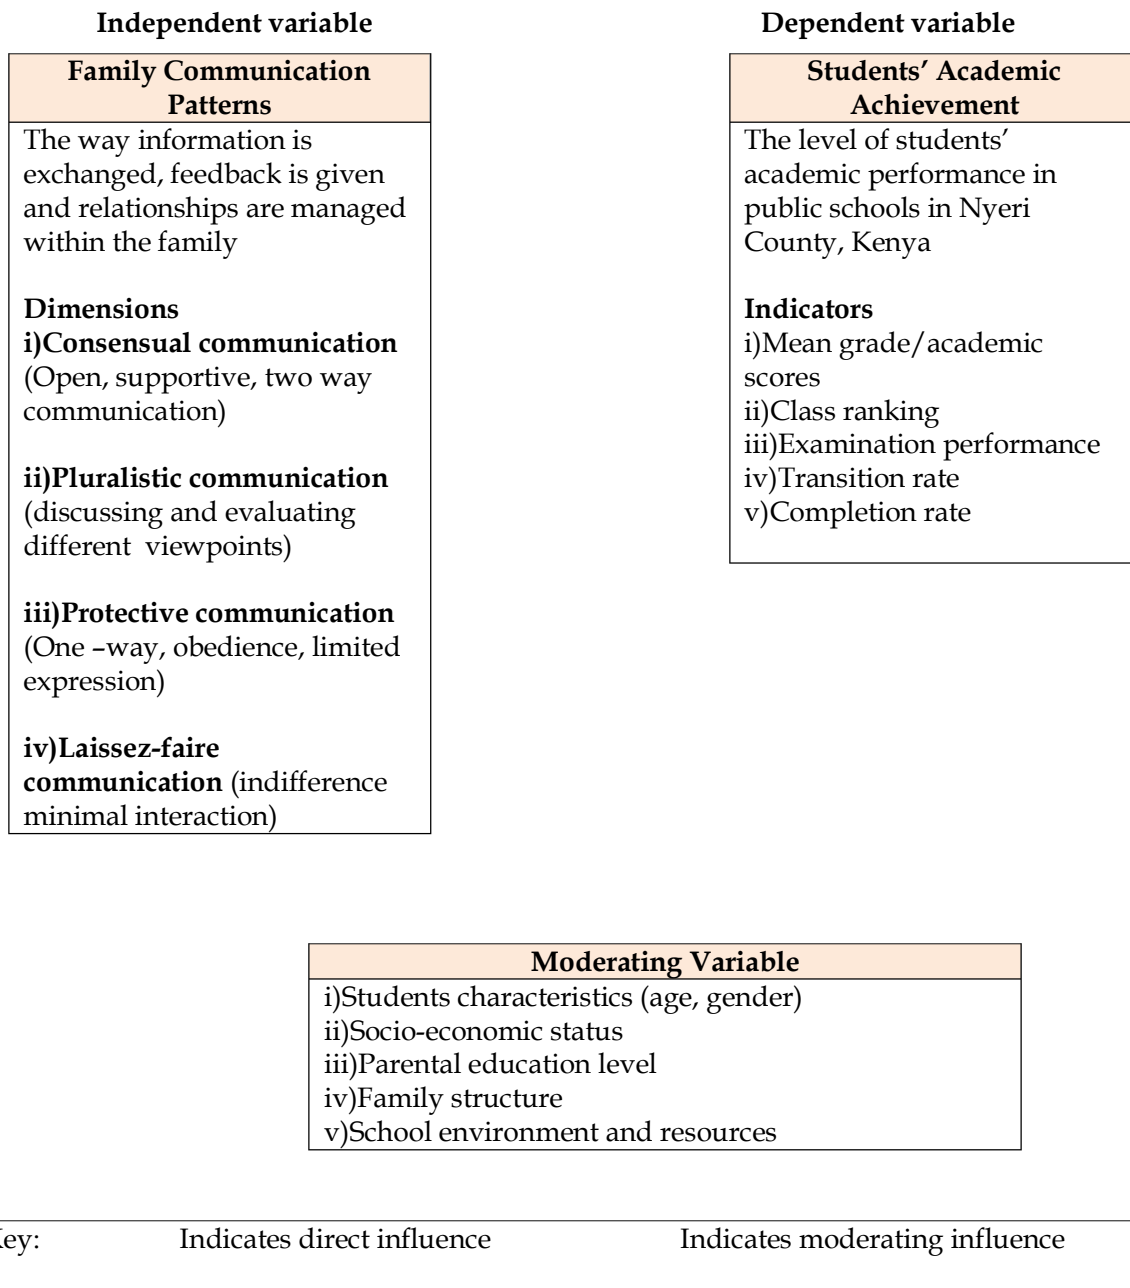 Independent variable
Family Communication
Patterns
The way information is
exchanged, feedback is given
and relationships are managed
within the family
Dimensions
i)Consensual communication
(Open, supportive, two way
communication)
ii)Pluralistic communication
(discussing and evaluating
different viewpoints)
iii)Protective communication
(One –way, obedience, limited
expression)
iv)Laissez-faire
communication (indifference
minimal interaction)
Dependent variable
Students’ Academic
Achievement
The level of students’
academic performance in
public schools in Nyeri
County, Kenya
Indicators
i)Mean grade/academic
scores
ii)Class ranking
iii)Examination performance
iv)Transition rate
v)Completion rate
Moderating Variable
i)Students characteristics (age, gender)
ii)Socio-economic status
iii)Parental education level
iv)Family structure
v)School environment and resources
Key: Indicates direct influence Indicates moderating influence